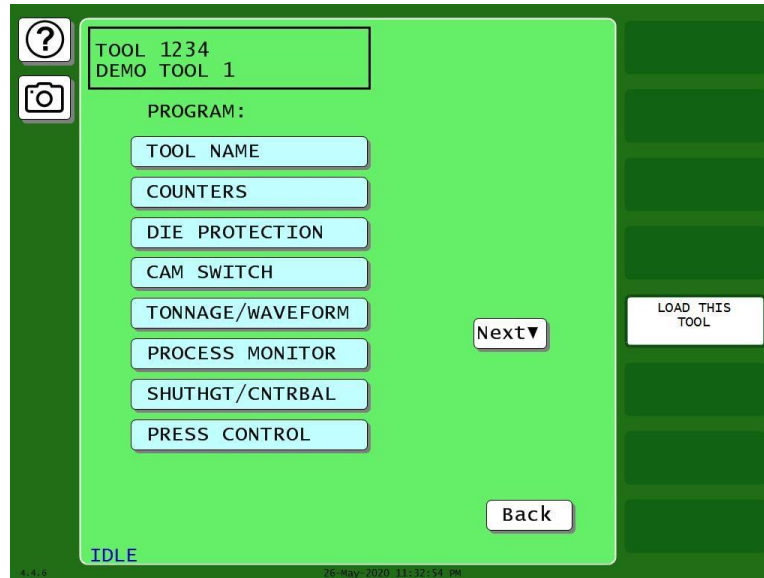 ?
TOOL 1234
DEMO TOOL 1
PROGRAM:
TOOL NAME
COUNTERS
DIE PROTECTION
CAM SWITCH
TONNAGE/WAVEFORM
PROCESS MONITOR
SHUTHGT/CNTRBAL
PRESS CONTROL
Next▼
LOAD THIS
TOOL
Back
IDLE
4.4.6
26-May-2020 11:32:54 PM